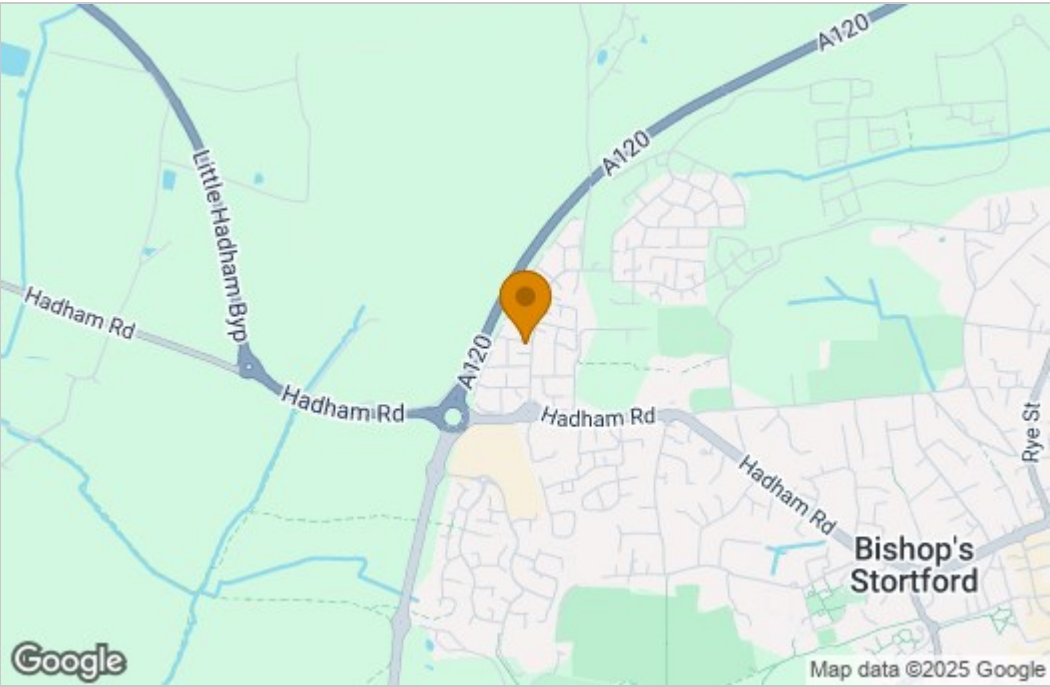 A120
A120
Little Hadham Byp
Hadham Rd
A120
Hadham Rd
Hadham Rd
Hadham Rd
Rye St
Bishop's
Stortford
Google
Map data ©2025 Google